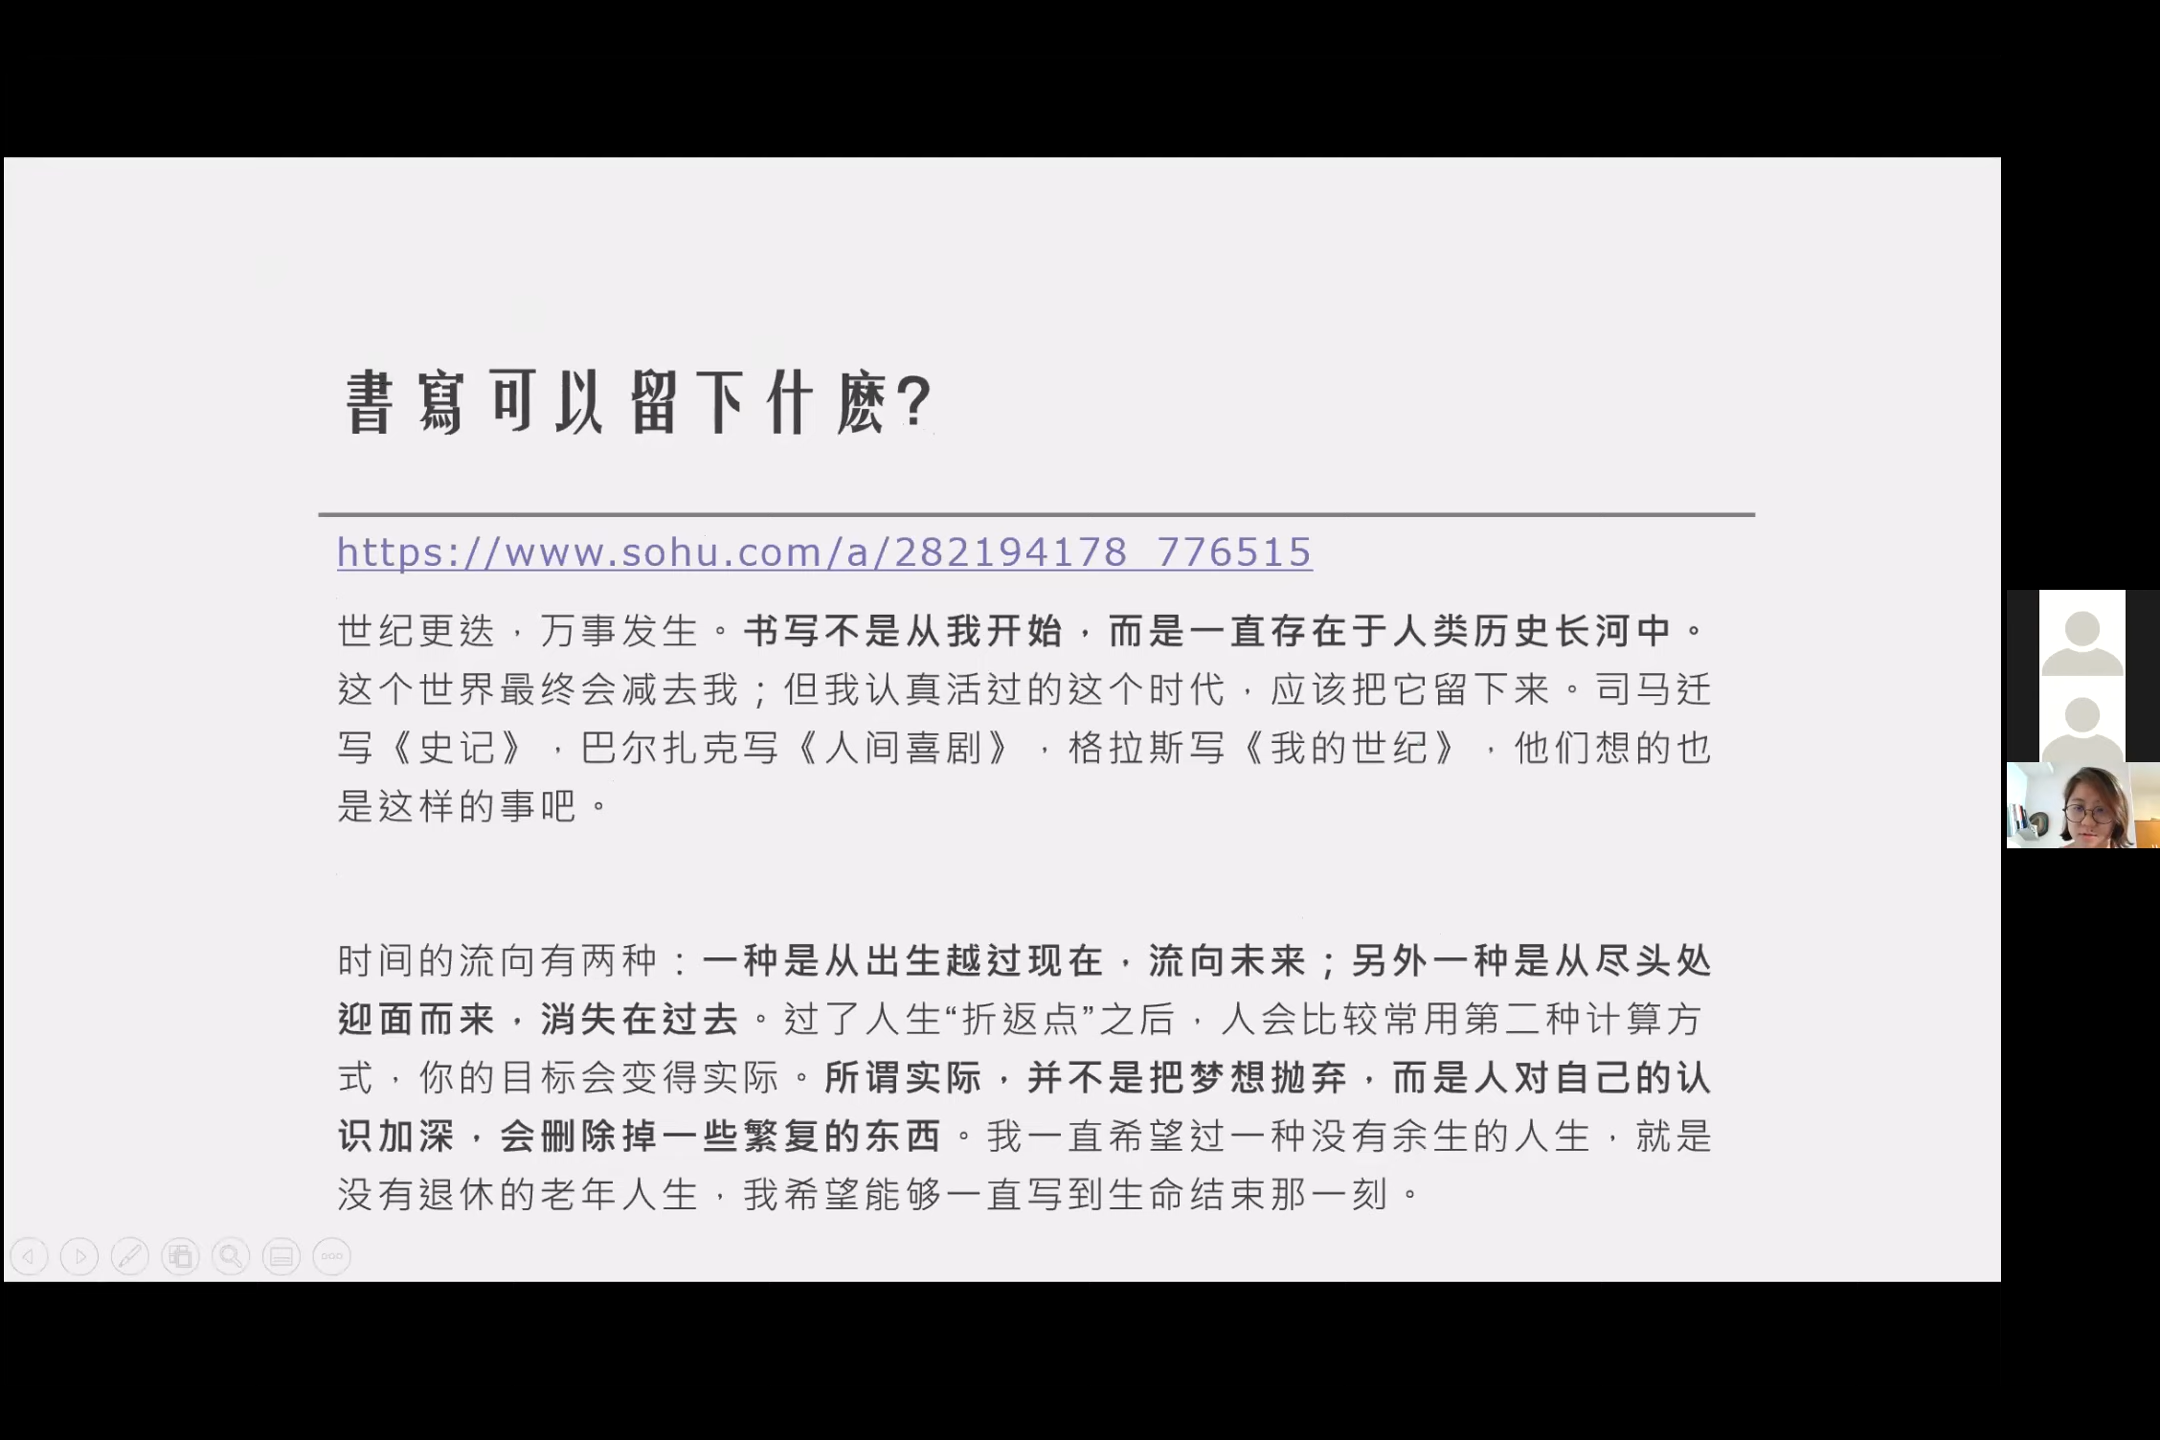 書寫可以留下什麽?
https://www.sohu.com/a/282194178_776515
世纪更迭，万事发生。书写不是从我开始，而是一直存在于人类历史长河中。
这个世界最终会减去我；但我认真活过的这个时代，应该把它留下来。司马迁
写《史记》，巴尔扎克写《人间喜剧》，格拉斯写《我的世纪》，他们想的也
是这样的事吧。
时间的流向有两种：一种是从出生越过现在，流向未来；另外一种是从尽头处
迎面而来，消失在过去。过了人生“折返点”之后，人会比较常用第二种计算方
式，你的目标会变得实际。所谓实际，并不是把梦想抛弃，而是人对自己的认
识加深，会删除掉一些繁复的东西。我一直希望过一种没有余生的人生，就是
没有退休的老年人生，我希望能够一直写到生命结束那一刻。